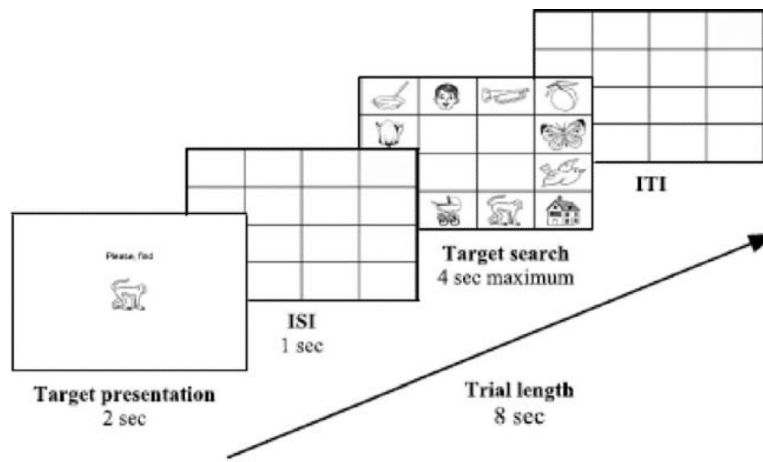 Please, find
Target presentation
2 sec
ISI
1 sec
Target search
4 sec maximum
ITI
Trial length
8 sec